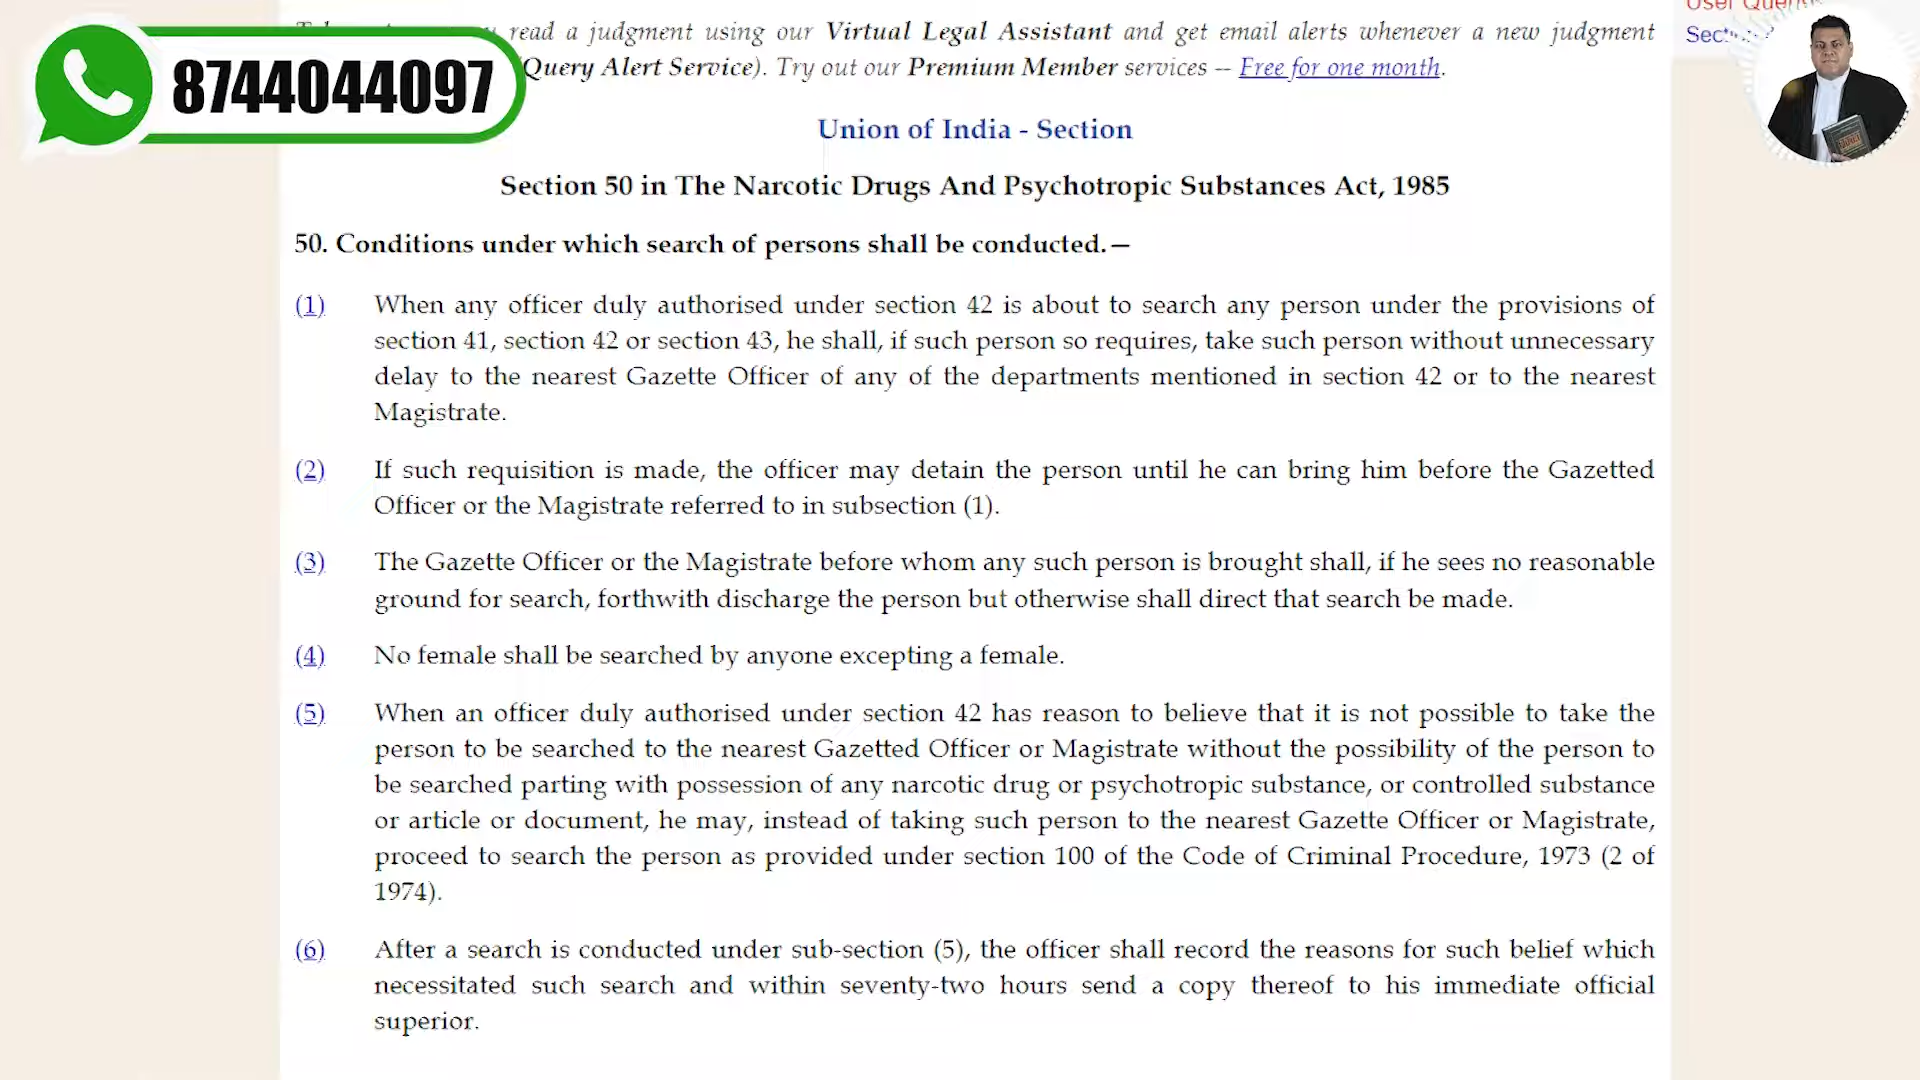 read a judgment using our Virtual Legal Assistant and get email alerts whenever a new judgment
(Query Alert Service). Try out our Premium Member services -- Free for one month.
8744044097
Union of India - Section
Section 50 in The Narcotic Drugs And Psychotropic Substances Act, 1985
50. Conditions under which search of persons shall be conducted.—
(1) When any officer duly authorised under section 42 is about to search any person under the provisions of
section 41, section 42 or section 43, he shall, if such person so requires, take such person without unnecessary
delay to the nearest Gazette Officer of any of the departments mentioned in section 42 or to the nearest
Magistrate.
(2) If such requisition is made, the officer may detain the person until he can bring him before the Gazetted
Officer or the Magistrate referred to in subsection (1).
(3) The Gazette Officer or the Magistrate before whom any such person is brought shall, if he sees no reasonable
ground for search, forthwith discharge the person but otherwise shall direct that search be made.
(4) No female shall be searched by anyone excepting a female.
(5) When an officer duly authorised under section 42 has reason to believe that it is not possible to take the
person to be searched to the nearest Gazetted Officer or Magistrate without the possibility of the person to
be searched parting with possession of any narcotic drug or psychotropic substance, or controlled substance
or article or document, he may, instead of taking such person to the nearest Gazette Officer or Magistrate,
proceed to search the person as provided under section 100 of the Code of Criminal Procedure, 1973 (2 of
1974).
(6) After a search is conducted under sub-section (5), the officer shall record the reasons for such belief which
necessitated such search and within seventy-two hours send a copy thereof to his immediate official
superior.